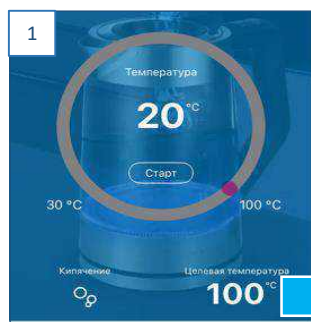 1
Температура
20 °C
Старт
30 °C
100 °C
Кипячение
Целевая температура
100 °C